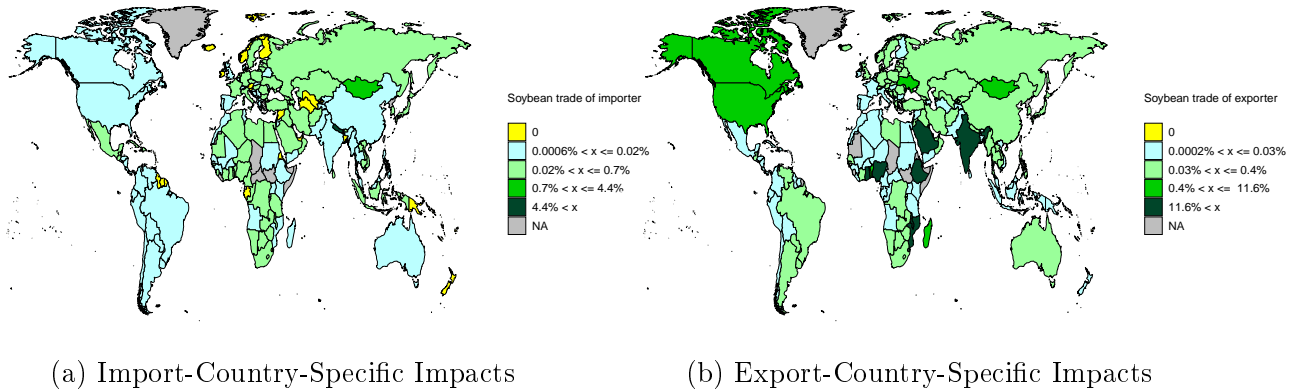 Soybean trade of importer
0
0.0006% < x <= 0.02%
0.02% < x <= 0.7%
0.7% < x <= 4.4%
4.4% < x
NA
Soybean trade of exporter
0
0.0002% < x <= 0.03%
0.03% < x <= 0.4%
0.4% < x <= 11.6%
11.6% < x
NA
(a) Import-Country-Specific Impacts
(b) Export-Country-Specific Impacts